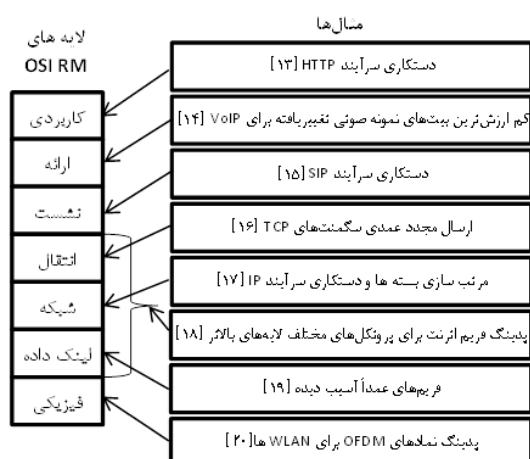 مثال‌ها
لایه های
OSI RM
دستکاری سرآیند HTTP [۱۳]
کم ارزش‌ترین بیت‌های نمونه صوتی تغییریافته برای VoIP [۱۴]
دستکاری سرآیند SIP [۱۵]
ارسال مجدد عمدی سگمنت‌های TCP [۱۶]
مرتب سازی بسته ها و دستکاری سرآیند IP [۱۷]
پدینگ فریم اترنت برای پروتکل‌های مختلف لایه‌های بالاتر [۱۸]
فریم‌های عمداً آسیب دیده [۱۹]
پدینگ نمادهای OFDM برای WLAN ها [۲۰]
کاربردی
ارائه
نشست
انتقال
شبکه
لینک داده
فیزیکی